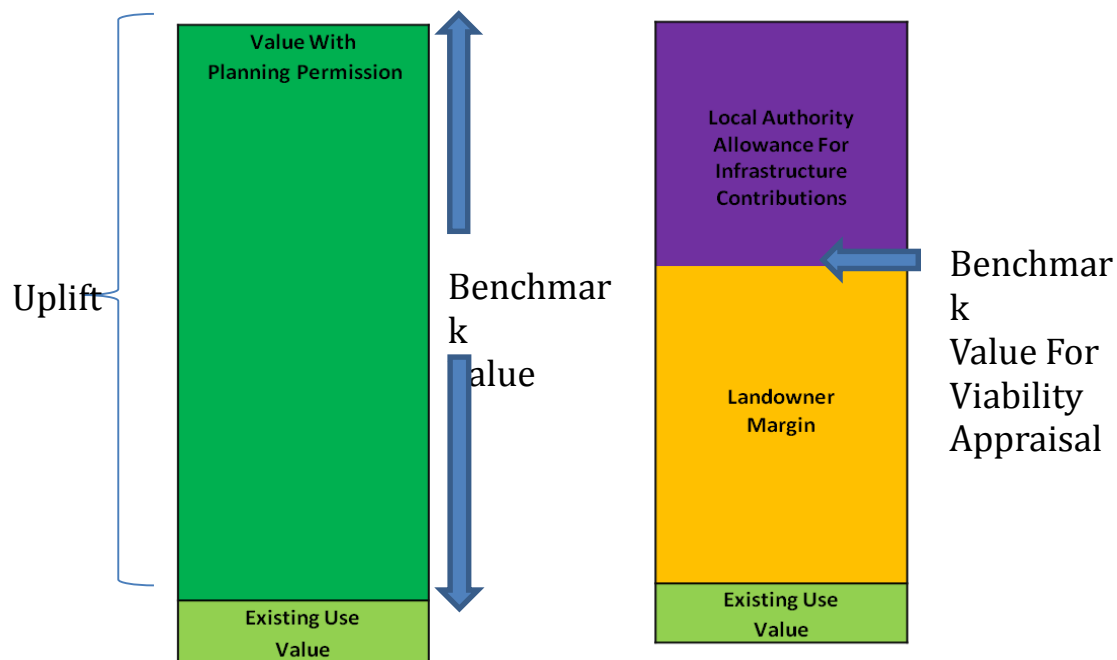 Value With
Planning Permission
Uplift
Benchmar
k
alue
Existing Use
Value
Local Authority
Allowance For
Infrastructure
Contributions
Landowner
Margin
Existing Use
Value
Benchmar
k
Value For
Viability
Appraisal